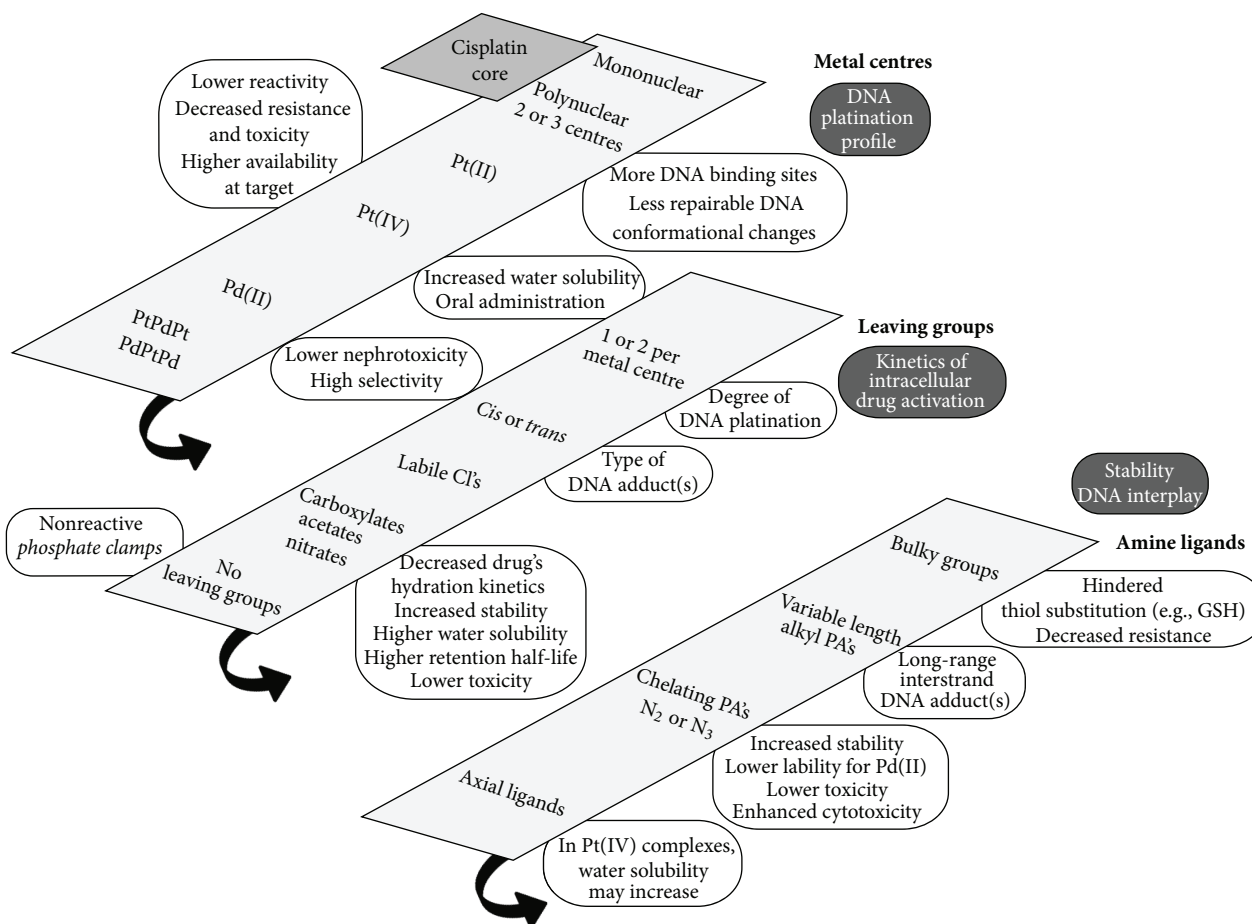 Cisplatin
core
Mononuclear
Polynuclear
2 or 3 centres
Pt(II)
Pt(IV)
Pd(II)
PtPdPt
PdPtPd
Metal centres
DNA
platination
profile
Lower reactivity
Decreased resistance
and toxicity
Higher availability
at target
More DNA binding sites
Less repairable DNA
conformational changes
Increased water solubility
Oral administration
Lower nephrotoxicity
High selectivity
1 or 2 per
metal centre
Cis or trans
Labile Cl's
Carboxylates
acetates
nitrates
No
leaving groups
Leaving groups
Kinetics of
intracellular
drug activation
Degree of
DNA platination
Type of
DNA adduct(s)
Nonreactive
phosphate clamps
Decreased drug's
hydration kinetics
Increased stability
Higher water solubility
Higher retention half-life
Lower toxicity
Stability
DNA interplay
Amine ligands
Bulky groups
Variable length
alkyl PA's
Chelating PA's
N₂ or N₃
Axial ligands
Hindered
thiol substitution (e.g., GSH)
Decreased resistance
Long-range
interstrand
DNA adduct(s)
Increased stability
Lower lability for Pd(II)
Lower toxicity
Enhanced cytotoxicity
In Pt(IV) complexes,
water solubility
may increase